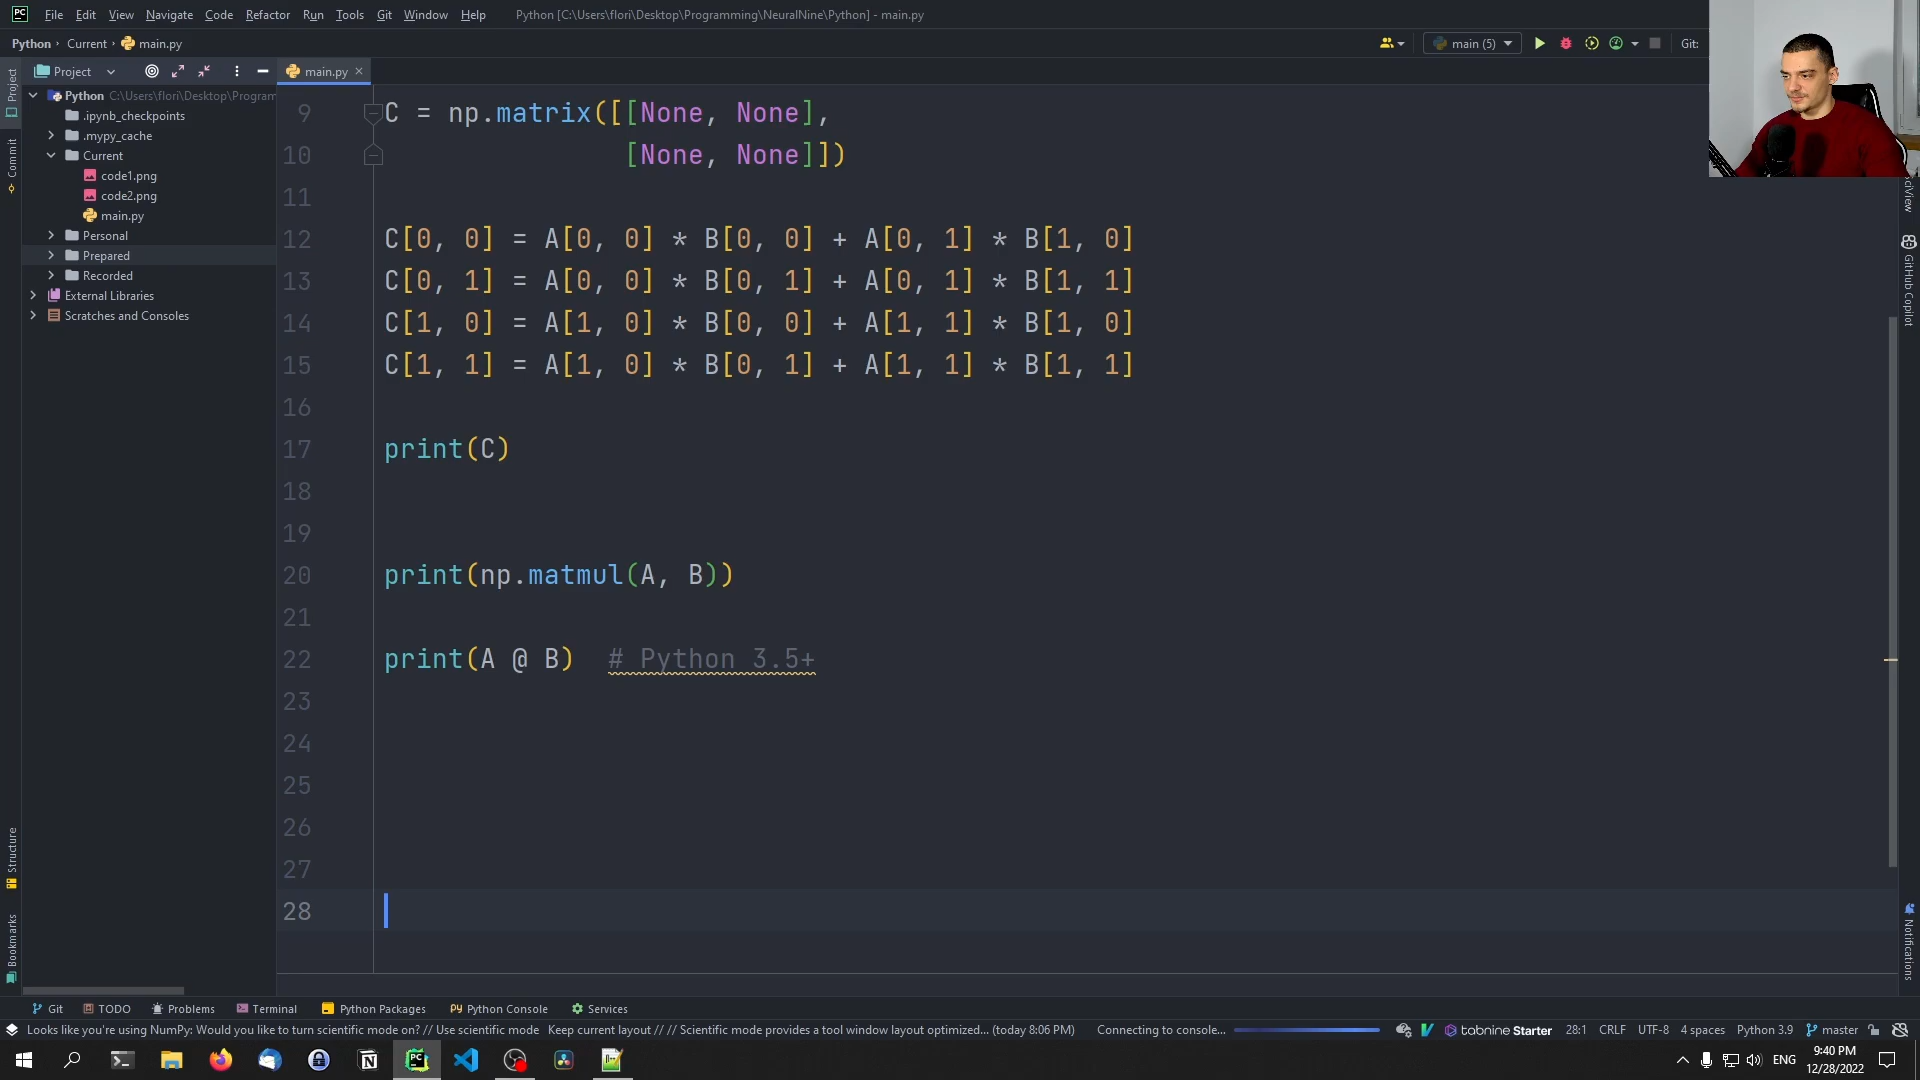 PC File Edit View Navigate Code Refactor Run Tools Git Window Help Python [C:\Users\flori\Desktop\Programming\NeuralNine\Python] - main.py
Python › Current › main.py
main (5)
Git:
Project
main.py
Python C:\Users\flori\Desktop\Program
.ipynb_checkpoints
.mypy_cache
Current
code1.png
code2.png
main.py
Personal
Prepared
Recorded
External Libraries
Scratches and Consoles
Project
Commit
Structure
Bookmarks
9 C = np.matrix([[None, None],
10 [None, None]])
11
12 C[0, 0] = A[0, 0] * B[0, 0] + A[0, 1] * B[1, 0]
13 C[0, 1] = A[0, 0] * B[0, 1] + A[0, 1] * B[1, 1]
14 C[1, 0] = A[1, 0] * B[0, 0] + A[1, 1] * B[1, 0]
15 C[1, 1] = A[1, 0] * B[0, 1] + A[1, 1] * B[1, 1]
16
17 print(C)
18
19
20 print(np.matmul(A, B))
21
22 print(A @ B) # Python 3.5+
23
24
25
26
27
28
SciView
GitHub Copilot
Notifications
Git TODO Problems Terminal Python Packages Python Console Services
Looks like you're using NumPy: Would you like to turn scientific mode on? // Use scientific mode Keep current layout // // Scientific mode provides a tool window layout optimized... (today 8:06 PM) Connecting to console... tabnine Starter 28:1 CRLF UTF-8 4 spaces Python 3.9 master
ENG
9:40 PM
12/28/2022